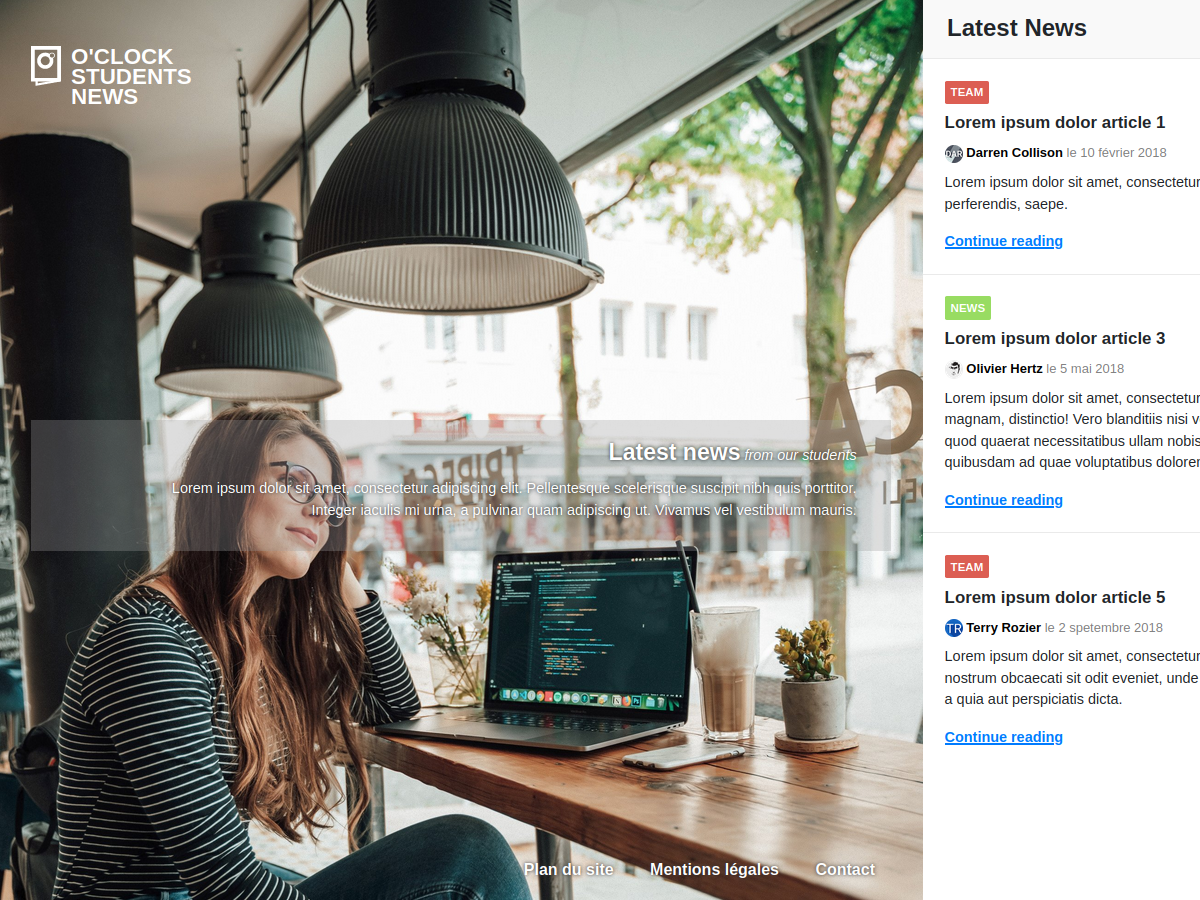 O'CLOCK
STUDENTS
NEWS
Latest news from our students
Lorem ipsum dolor sit amet, consectetur adipiscing elit. Pellentesque scelerisque suscipit nibh quis porttitor.
Integer iaculis mi urna, a pulvinar quam adipiscing ut. Vivamus vel vestibulum mauris.
TRIBECA
CA
Plan du site Mentions légales Contact
Latest News
TEAM
Lorem ipsum dolor article 1
DAR Darren Collison le 10 février 2018
Lorem ipsum dolor sit amet, consectetur
perferendis, saepe.
Continue reading
NEWS
Lorem ipsum dolor article 3
Olivier Hertz le 5 mai 2018
Lorem ipsum dolor sit amet, consectetur
magnam, distinctio! Vero blanditiis nisi v
quod quaerat necessitatibus ullam nobis
quibusdam ad quae voluptatibus dolorem
Continue reading
TEAM
Lorem ipsum dolor article 5
TR Terry Rozier le 2 spetembre 2018
Lorem ipsum dolor sit amet, consectetur
nostrum obcaecati sit odit eveniet, unde
a quia aut perspiciatis dicta.
Continue reading